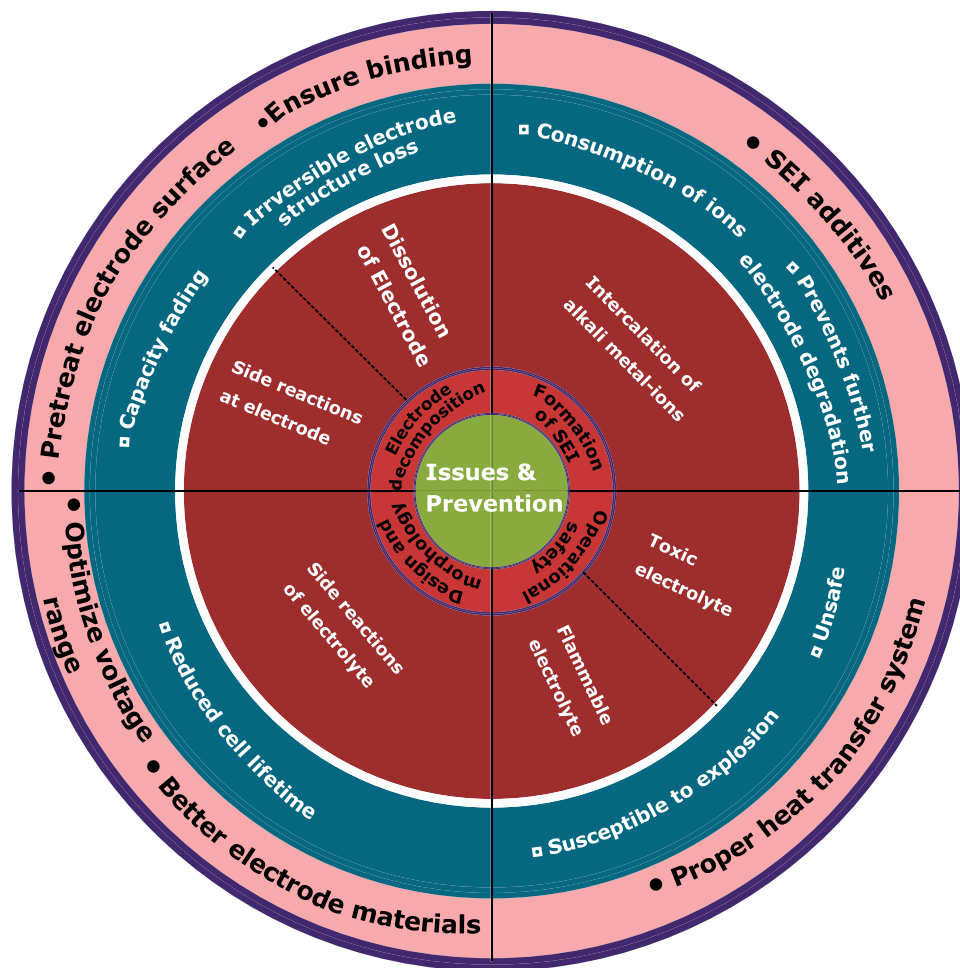 Issues &
Prevention
Electrode
decomposition
Dissolution
of Electrode
Side reactions
at electrode
▫ Irrversible electrode
structure loss
▫ Capacity fading
•Ensure binding
• Pretreat electrode surface
Formation
of SEI
Intercalation of
alkali metal-ions
▫ Consumption of ions
▫ Prevents further
electrode degradation
• SEI additives
Operational
safety
Toxic
electrolyte
Flammable
electrolyte
▫ Unsafe
▫ Susceptible to explosion
• Proper heat transfer system
Design and
morphology
Side reactions
of electrolyte
▫ Reduced cell lifetime
• Optimize voltage
range
• Better electrode materials